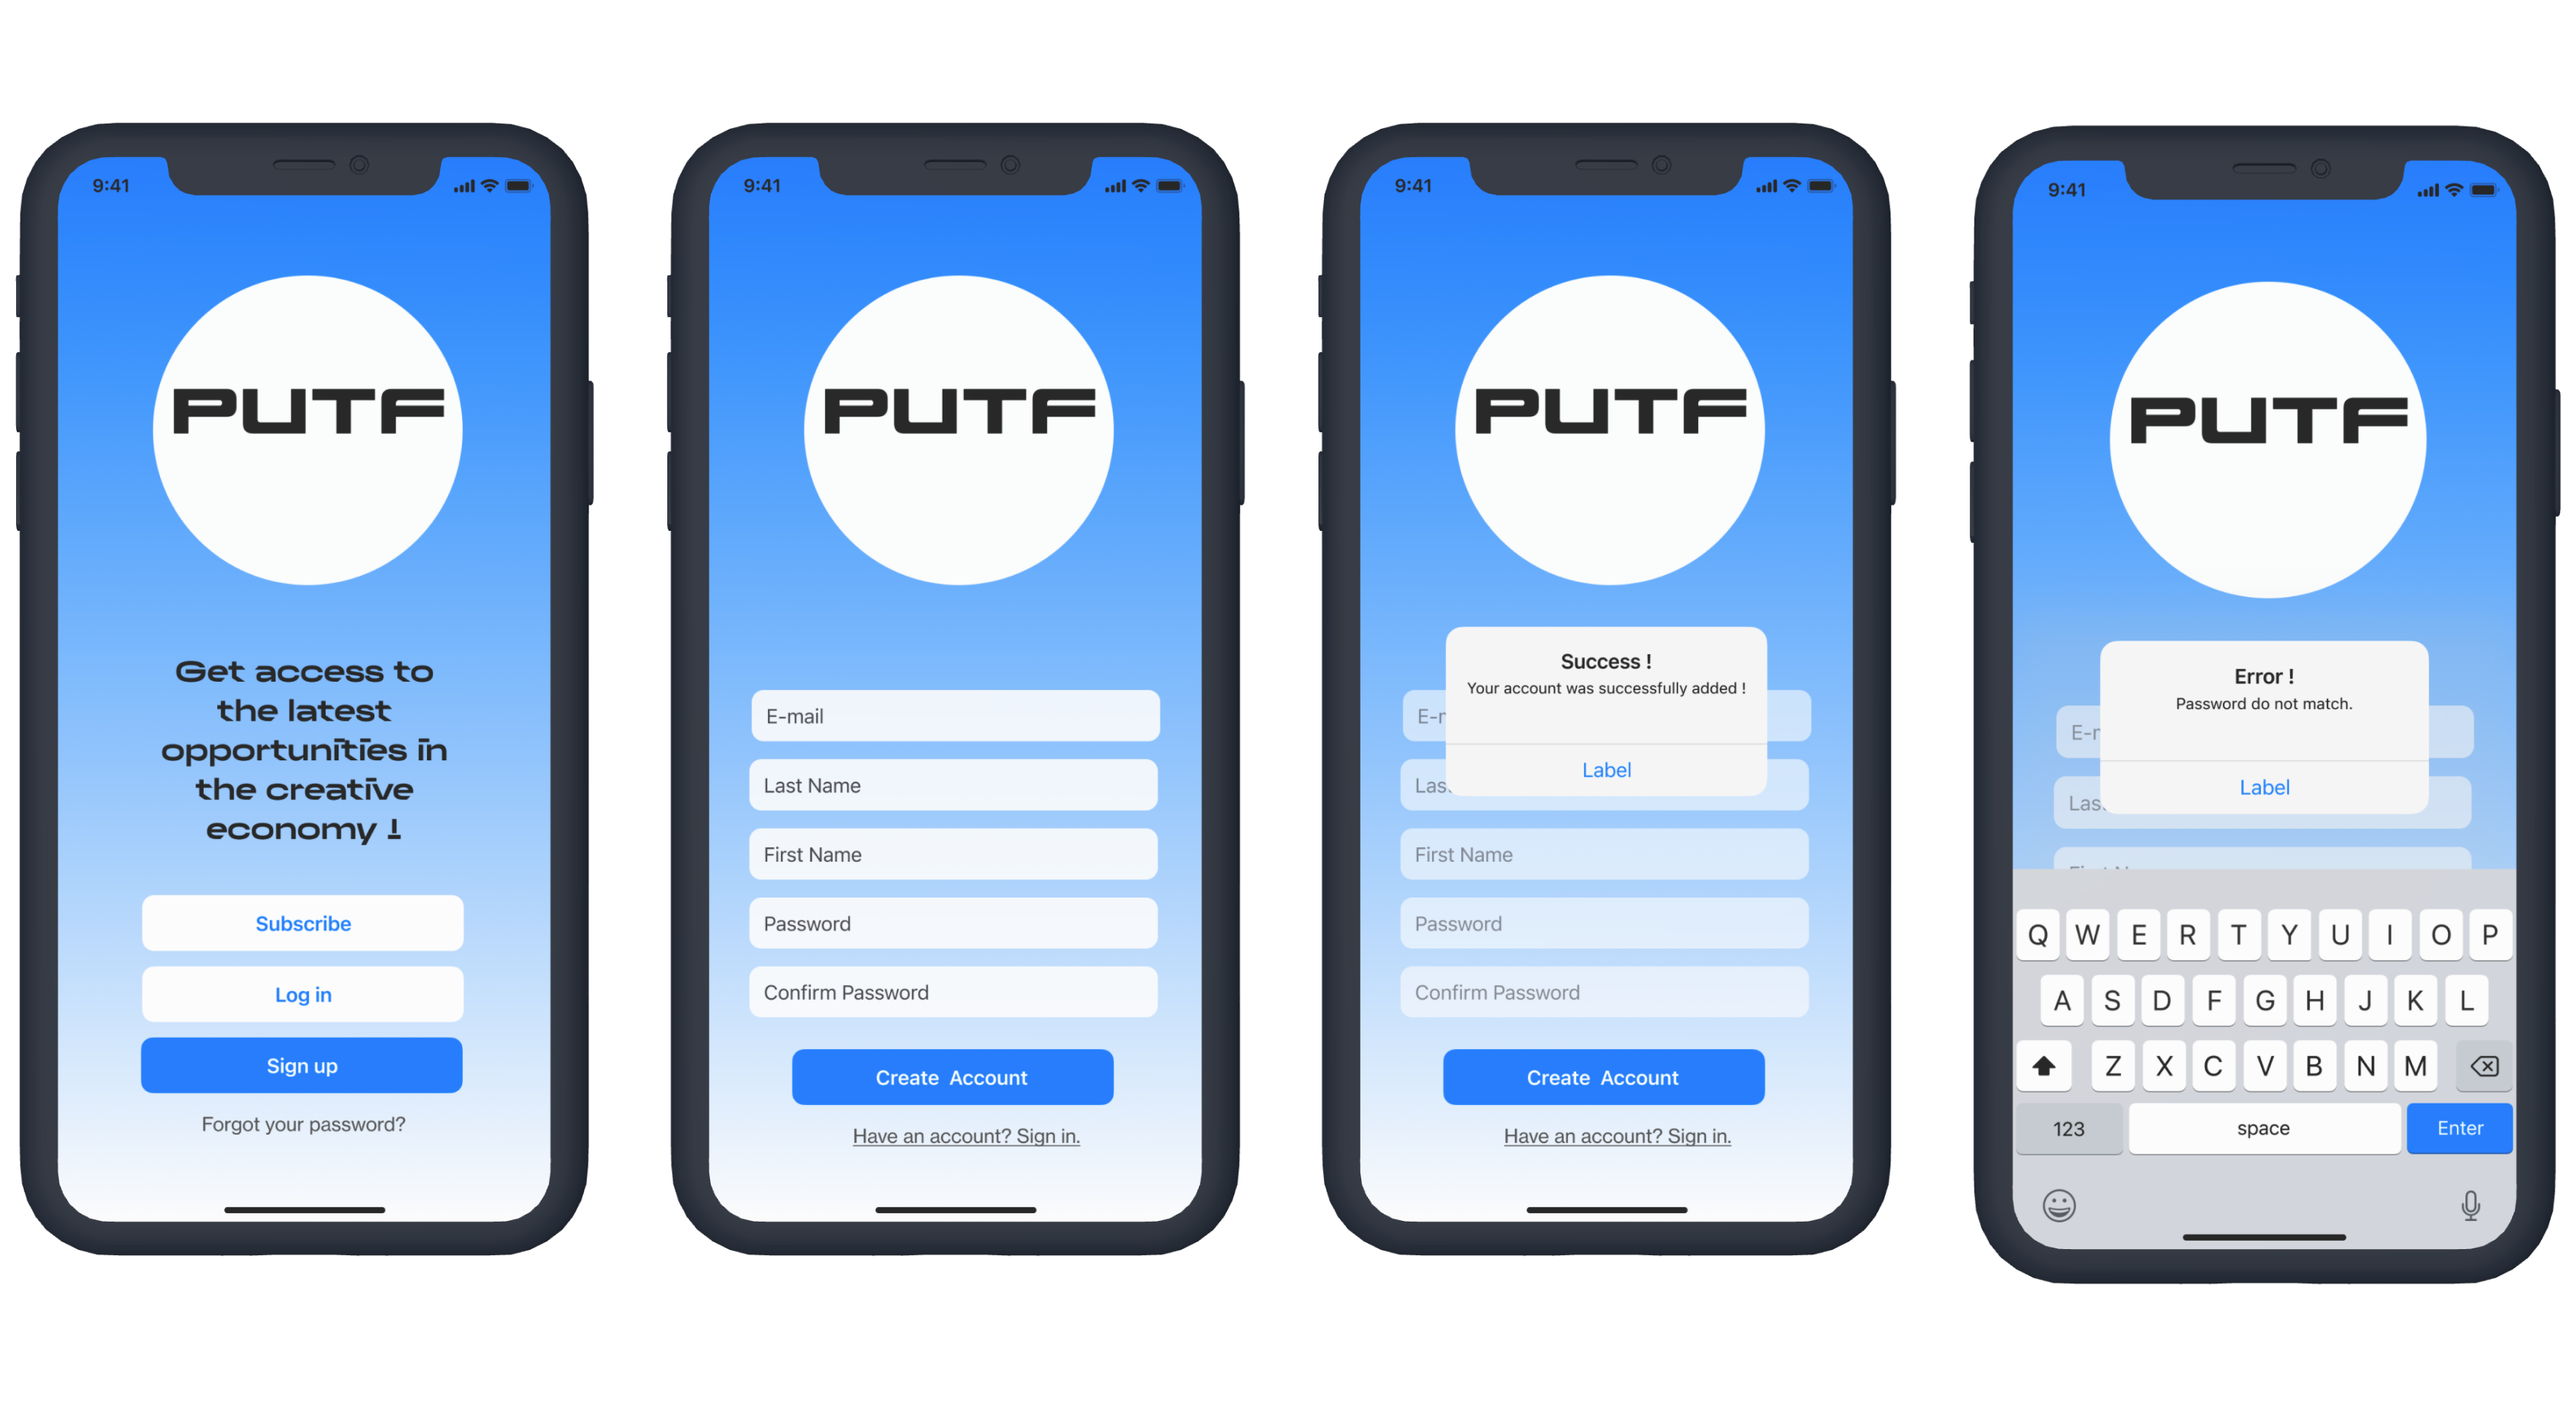 9:41
PUTF
Get access to
the latest
opportunities in
the creative
economy !
Subscribe
Log in
Sign up
Forgot your password?
9:41
PUTF
E-mail
Last Name
First Name
Password
Confirm Password
Create  Account
Have an account? Sign in.
9:41
PUTF
Success !
Your account was successfully added !
E-m
Label
Las
First Name
Password
Confirm Password
Create  Account
Have an account? Sign in.
9:41
PUTF
Error !
Password do not match.
E-m
Label
Las
Q W E R T Y U I O P
A S D F G H J K L
Z X C V B N M
123 space Enter